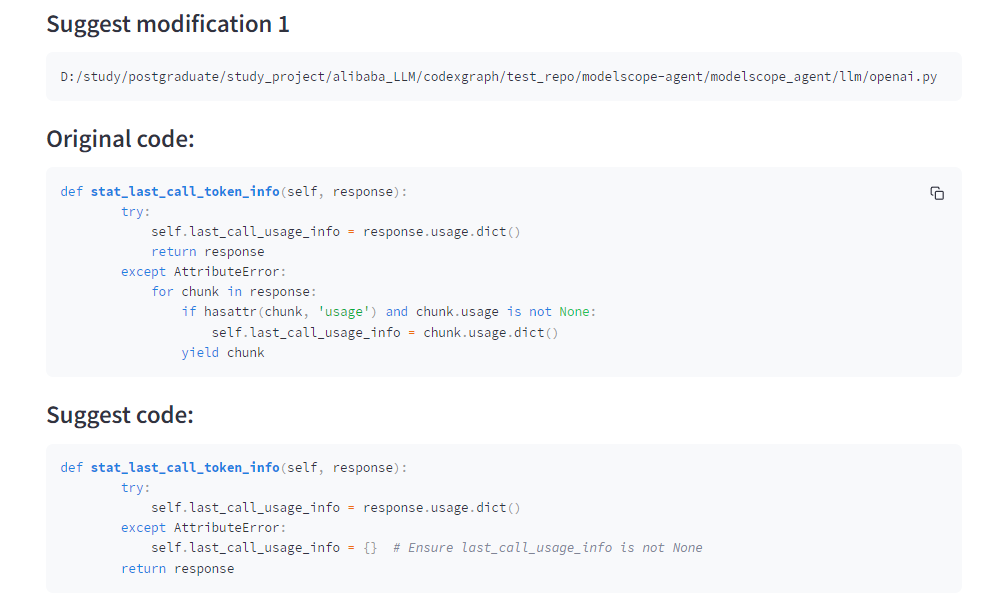 Suggest modification 1
D:/study/postgraduate/study_project/alibaba_LLM/codexgraph/test_repo/modelscope-agent/modelscope_agent/llm/openai.py
Original code:
def stat_last_call_token_info(self, response):
        try:
            self.last_call_usage_info = response.usage.dict()
            return response
        except AttributeError:
            for chunk in response:
                if hasattr(chunk, 'usage') and chunk.usage is not None:
                    self.last_call_usage_info = chunk.usage.dict()
                yield chunk
Suggest code:
def stat_last_call_token_info(self, response):
        try:
            self.last_call_usage_info = response.usage.dict()
        except AttributeError:
            self.last_call_usage_info = {}  # Ensure last_call_usage_info is not None
        return response